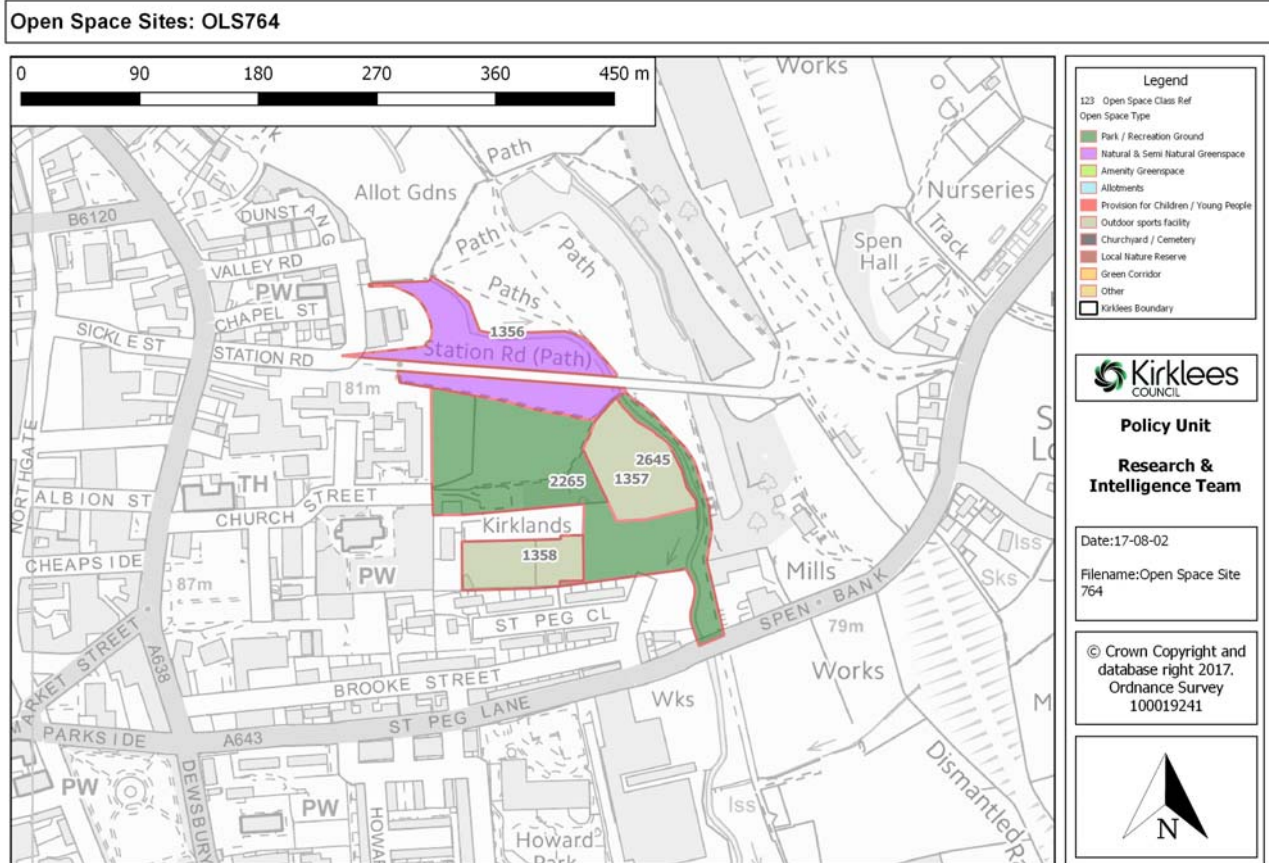 Open Space Sites: OLS764
0 90 180 270 360 450 m
Works
Path
Allot Gdns
Nurseries
B6120
DUNST
ANG
Path
Path
Track
Spen
Hall
VALLEY RD
PW
CHAPEL ST
Paths
1356
SICKLE ST
STATION RD
Station Rd (Path)
81m
NORTHGATE
2645
1357
2265
ALBION ST
TH
CHURCH STREET
Kirklands
1358
CHEAPSIDE
PW
87m
Mills
Iss
Sks
ST PEG CL
SPEN BANK
79m
MARKET STREET
A638
BROOKE STREET
Works
Wks
ST PEG LANE
PARKSIDE
A643
PW
DEWSBURY
PW
HOWAR
Howard
Park
Iss
Dismantled Ra
Legend
123 Open Space Class Ref
Open Space Type
Park / Recreation Ground
Natural & Semi Natural Greenspace
Amenity Greenspace
Allotments
Provision for Children / Young People
Outdoor sports facility
Churchyard / Cemetery
Local Nature Reserve
Green Corridor
Other
Kirklees Boundary
Kirklees
COUNCIL
Policy Unit
Research &
Intelligence Team
Date:17-08-02
Filename:Open Space Site
764
© Crown Copyright and
database right 2017.
Ordnance Survey
100019241
N